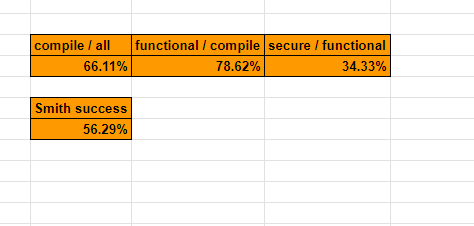 compile / all functional / compile secure / functional
66.11% 78.62% 34.33%
Smith success
56.29%